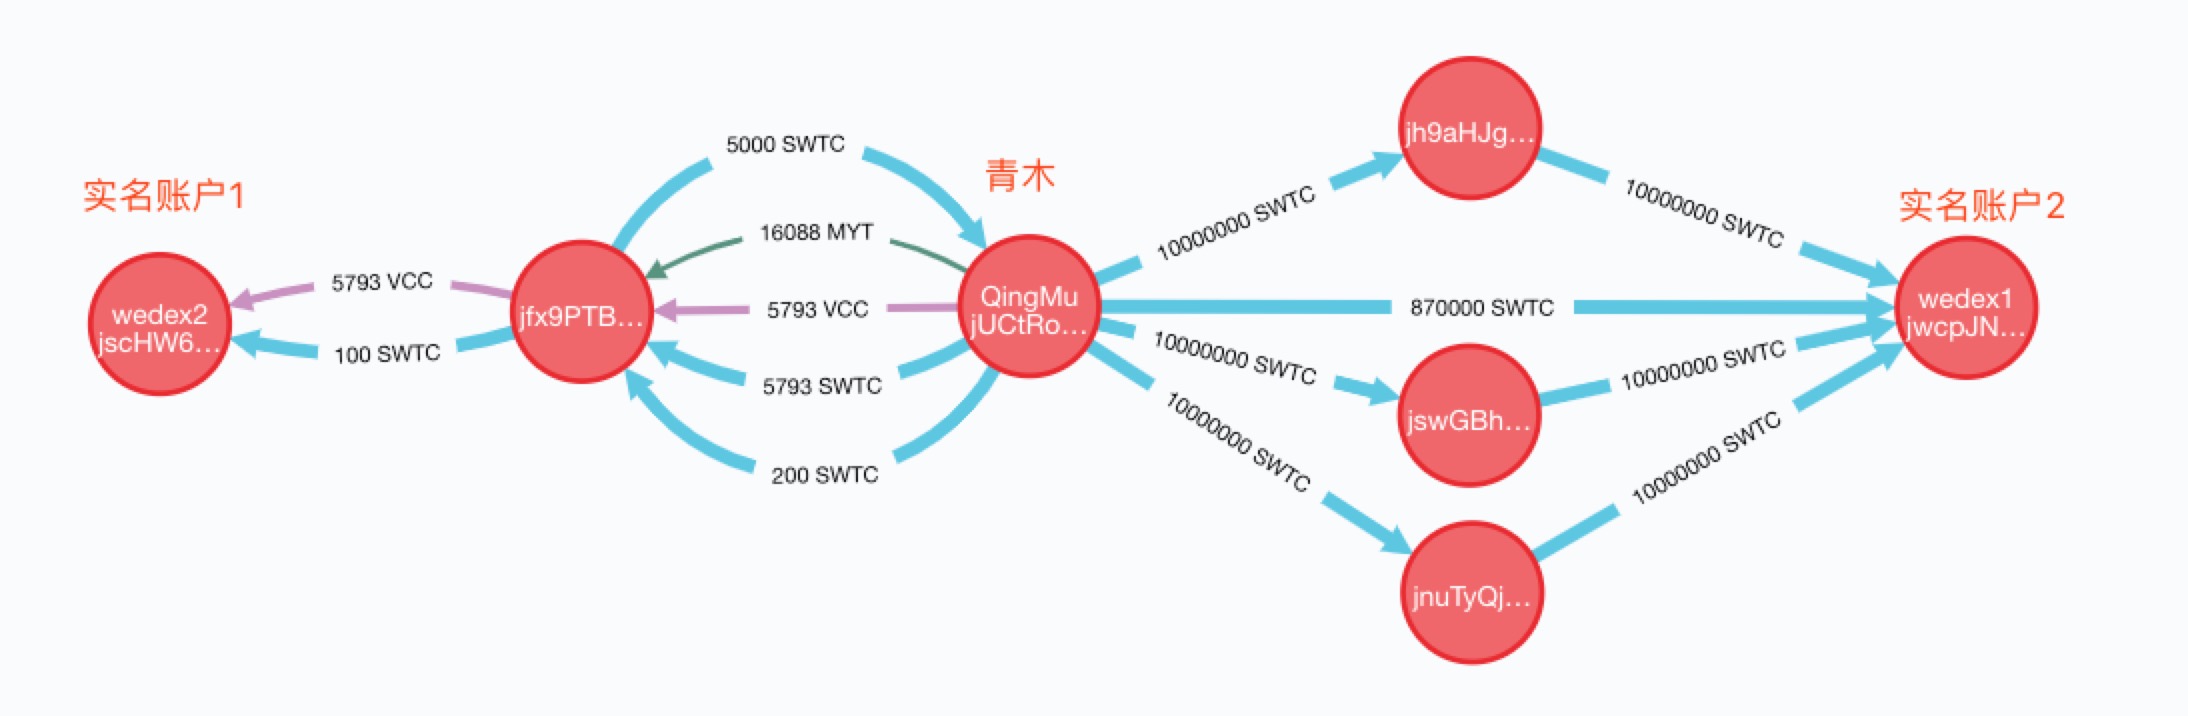 实名账户1
wedex2
jscHW6...
5793 VCC
100 SWTC
jfx9PTB...
5000 SWTC
16088 MYT
5793 VCC
5793 SWTC
200 SWTC
青木
QingMu
jUCtRo...
10000000 SWTC
870000 SWTC
10000000 SWTC
10000000 SWTC
jh9aHJg...
jswGBh...
jnuTyQj...
10000000 SWTC
10000000 SWTC
10000000 SWTC
实名账户2
wedex1
jwcpJN...